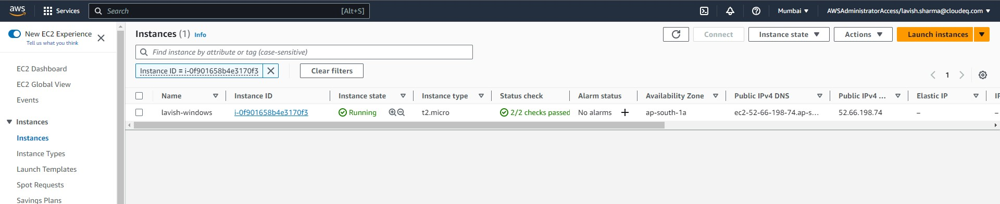 aws
Services
Search
[Alt+S]
Mumbai
AWSAdministratorAccess/lavish.sharma@cloudeq.com
New EC2 Experience
Tell us what you think
EC2 Dashboard
EC2 Global View
Events
Instances
Instances
Instance Types
Launch Templates
Spot Requests
Savings Plans
Instances (1) Info
Connect
Instance state
Actions
Launch instances
Find instance by attribute or tag (case-sensitive)
Instance ID = i-0f901658b4e3170f3
Clear filters
1
Name Instance ID Instance state Instance type Status check Alarm status Availability Zone Public IPv4 DNS Public IPv4 ... Elastic IP IP
lavish-windows i-0f901658b4e3170f3 Running t2.micro 2/2 checks passed No alarms + ap-south-1a ec2-52-66-198-74.ap-s... 52.66.198.74 – –